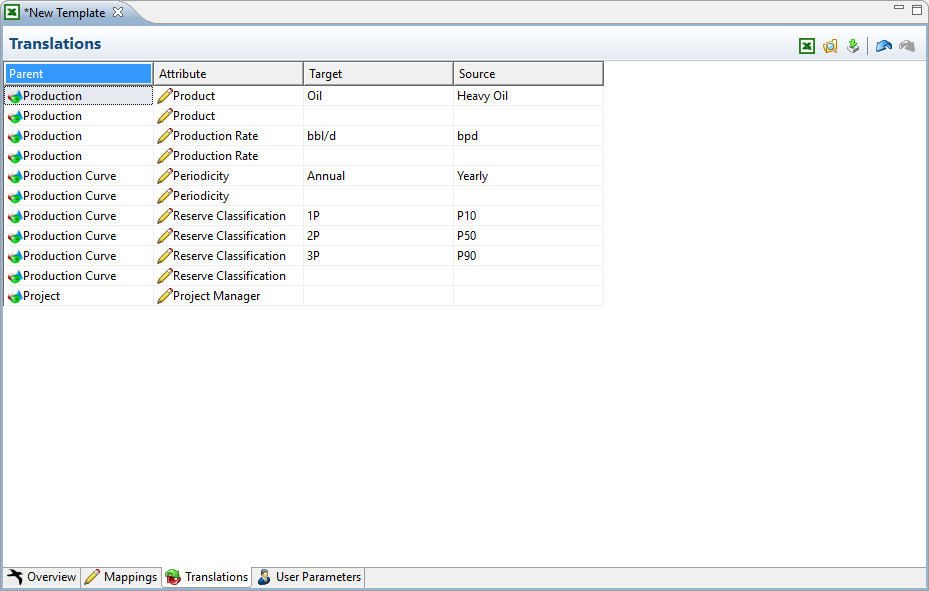 *New Template
Translations
Parent Attribute Target Source
Production Product Oil Heavy Oil
Production Product
Production Production Rate bbl/d bpd
Production Production Rate
Production Curve Periodicity Annual Yearly
Production Curve Periodicity
Production Curve Reserve Classification 1P P10
Production Curve Reserve Classification 2P P50
Production Curve Reserve Classification 3P P90
Production Curve Reserve Classification
Project Project Manager
Overview Mappings Translations User Parameters